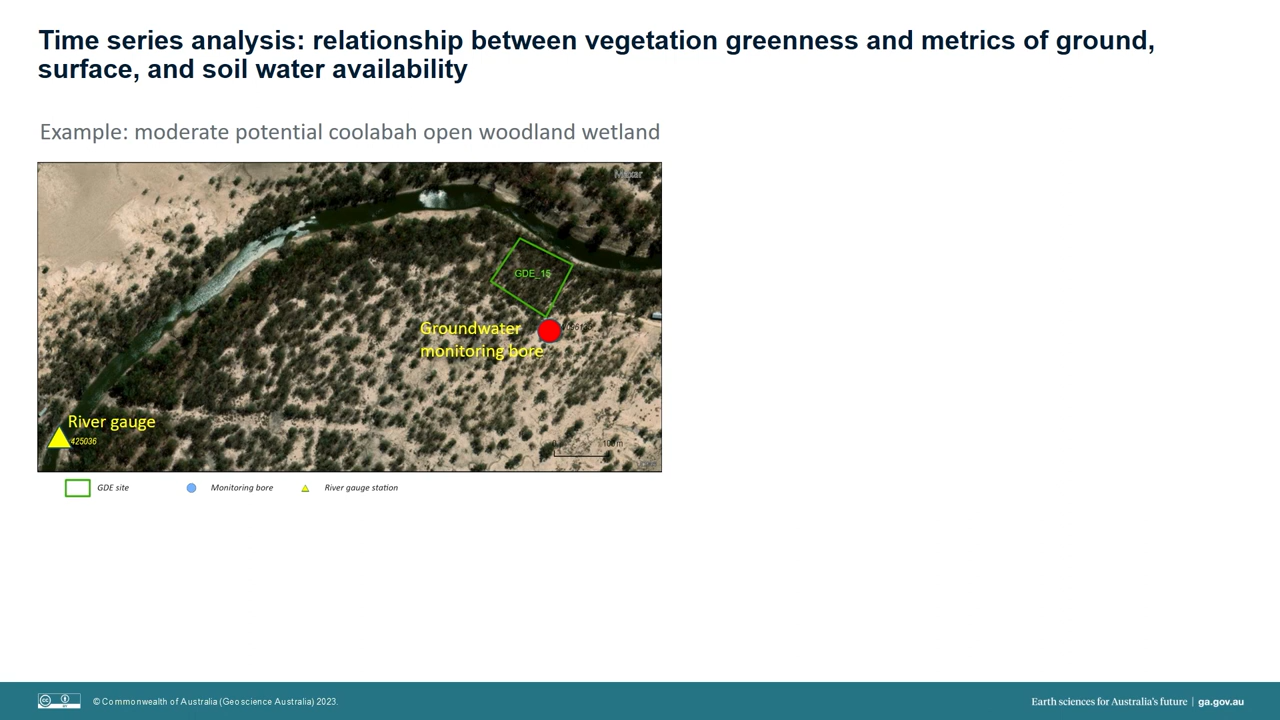 Time series analysis: relationship between vegetation greenness and metrics of ground,
surface, and soil water availability
Example: moderate potential coolabah open woodland wetland
Maxar
GDE_15
Groundwater
monitoring bore
River gauge
425036
GDE site
Monitoring bore
River gauge station
© Commonwealth of Australia (Geoscience Australia) 2023.
Earth sciences for Australia's future | ga.gov.au